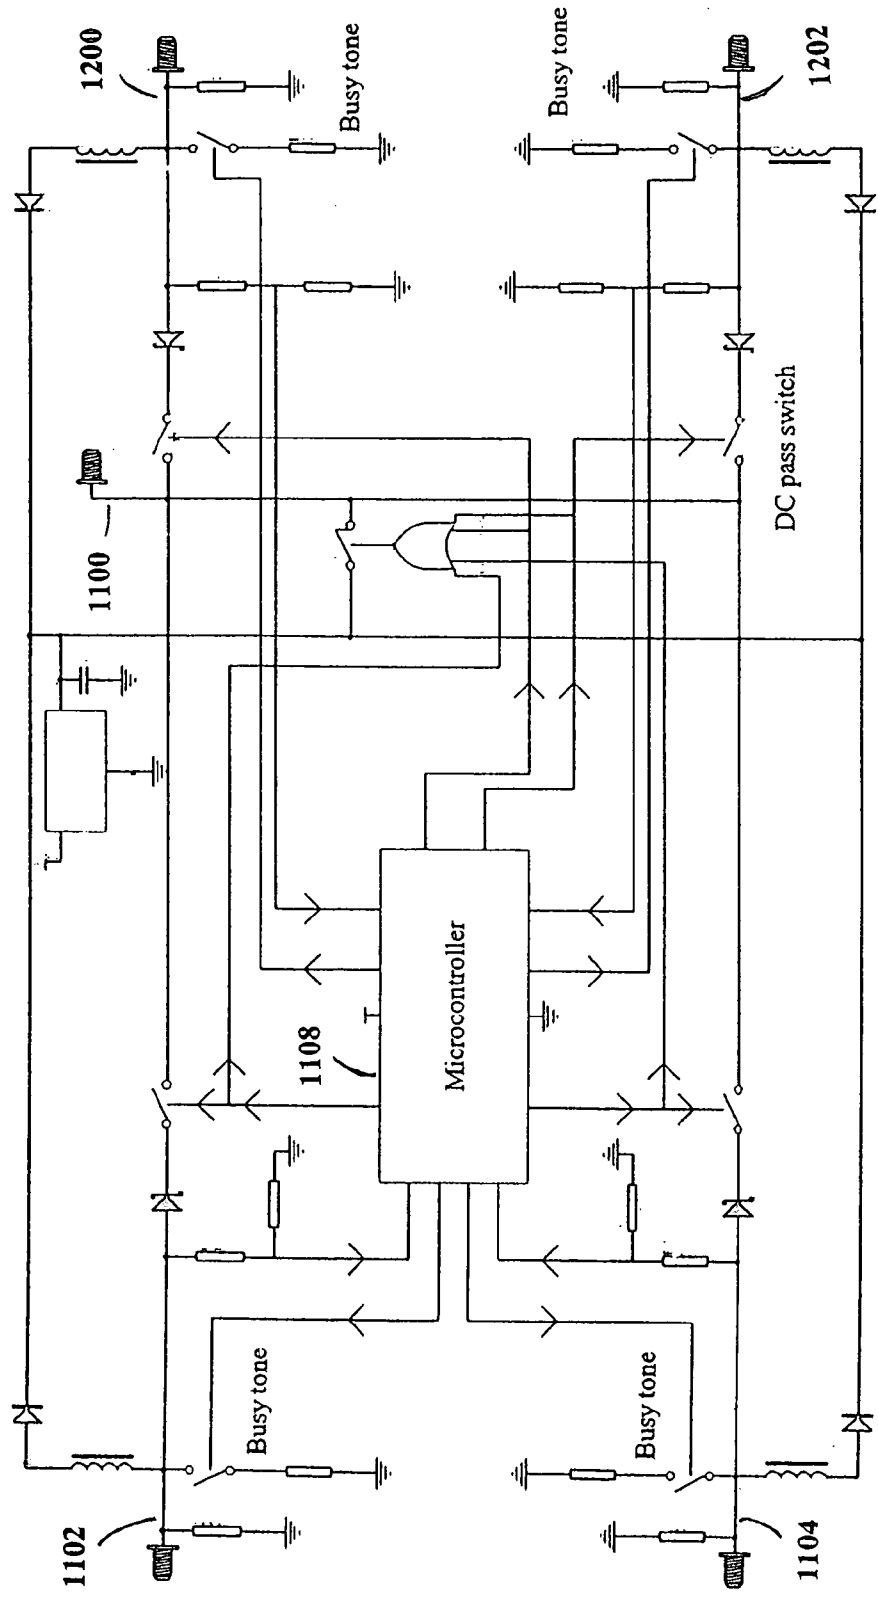 1200
Busy tone
Busy tone
1202
1100
DC pass switch
1108
Microcontroller
1102
Busy tone
Busy tone
1104